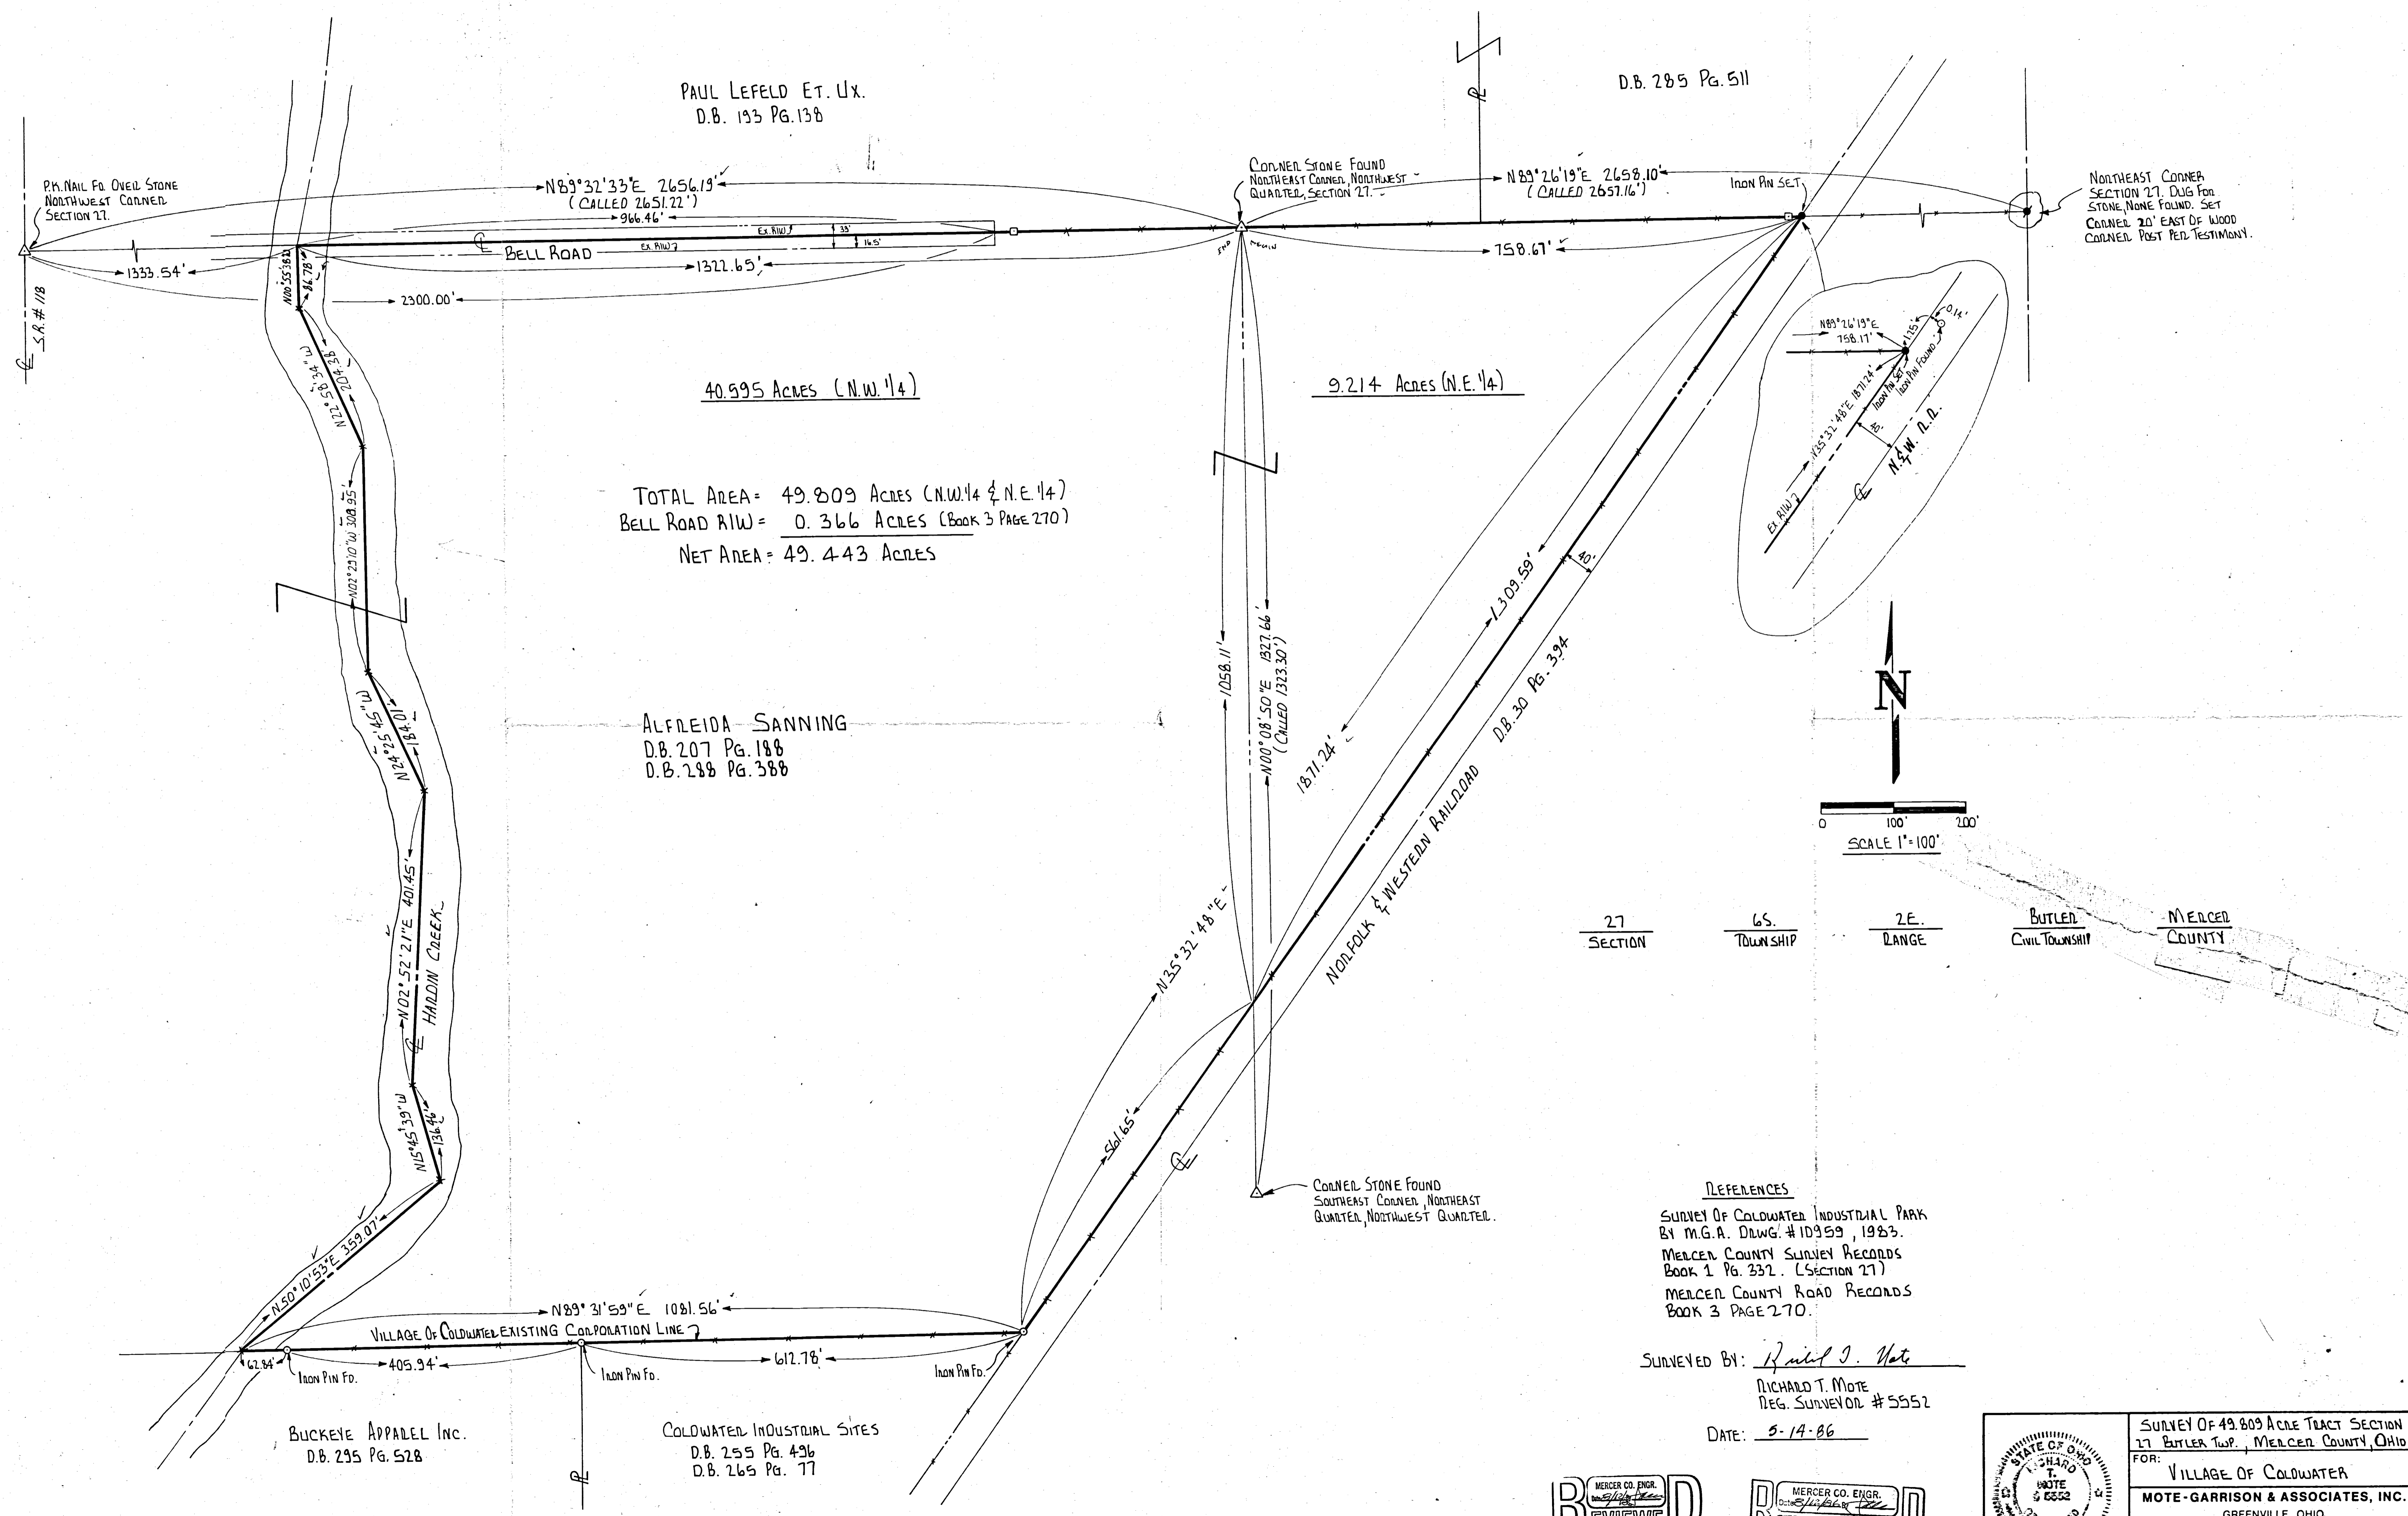 PAUL LEFELD ET. UX.
D.B. 193 PG. 138
D.B. 285 PG. 511
P.K. NAIL FD. OVER STONE
NORTHWEST CORNER
SECTION 27.
N89°32'33"E 2656.19'
(CALLED 2651.22')
966.46'
CORNER STONE FOUND
NORTHEAST CORNER, NORTHWEST
QUARTER, SECTION 27.
N89°26'19"E 2658.10'
(CALLED 2657.16')
IRON PIN SET
NORTHEAST CORNER
SECTION 27. DUG FOR
STONE, NONE FOUND. SET
CORNER 20' EAST OF WOOD
CORNER POST PER TESTIMONY.
EX. R/W
33'
16.5'
BELL ROAD
EX. R/W
END
BEGIN
1333.54'
1322.65'
758.67'
2300.00'
S.R. # 118
86.78'
N22°58'34"W
204.38'
N89°26'19"E
758.17'
1.25'
0.14'
IRON PIN SET
IRON PIN FOUND
N35°32'48"E 1871.24'
40'
N. & W. R.R.
EX. R/W
40.595 ACRES (N.W. 1/4)
9.214 ACRES (N.E. 1/4)
TOTAL AREA = 49.809 ACRES (N.W. 1/4 & N.E. 1/4)
BELL ROAD R/W = 0.366 ACRES (BOOK 3 PAGE 270)
NET AREA = 49.443 ACRES
N02°29'10"W 308.95'
N24°25'45"W
184.01'
ALFREIDA SANNING
D.B. 207 PG. 188
D.B. 288 PG. 388
1058.11'
N00°08'50"E 1327.66'
(CALLED 1323.30')
1309.59'
40'
1871.24'
N35°32'48"E
NORFOLK & WESTERN RAILROAD D.B. 30 PG. 394
N
0 100' 200'
SCALE 1"=100'
27 6S. 2E. BUTLER MERCER
SECTION TOWNSHIP RANGE CIVIL TOWNSHIP COUNTY
N02°52'21"E 401.45'
HARDIN CREEK
N15°45'39"W
136.46'
561.65'
CORNER STONE FOUND
SOUTHEAST CORNER, NORTHEAST
QUARTER, NORTHWEST QUARTER.
N50°10'53"E 359.07'
N89°31'59"E 1081.56'
VILLAGE OF COLDWATER EXISTING CORPORATION LINE
62.84'
405.94'
612.78'
IRON PIN FD.
IRON PIN FD.
IRON PIN FD.
BUCKEYE APPAREL INC.
D.B. 295 PG. 528
COLDWATER INDUSTRIAL SITES
D.B. 255 PG. 496
D.B. 265 PG. 77
REFERENCES
SURVEY OF COLDWATER INDUSTRIAL PARK
BY M.G.A. DRWG. #10959, 1983.
MERCER COUNTY SURVEY RECORDS
BOOK 1 PG. 332. (SECTION 27)
MERCER COUNTY ROAD RECORDS
BOOK 3 PAGE 270.
SURVEYED BY:
RICHARD T. MOTE
REG. SURVEYOR #5552
DATE: 5-14-86
MERCER CO. ENGR.
MERCER CO. ENGR.
STATE OF OHIO
RICHARD
T.
MOTE
5552
SURVEY OF 49.809 ACRE TRACT SECTION
27 BUTLER TWP., MERCER COUNTY, OHIO
FOR:
VILLAGE OF COLDWATER
MOTE-GARRISON & ASSOCIATES, INC.
GREENVILLE, OHIO